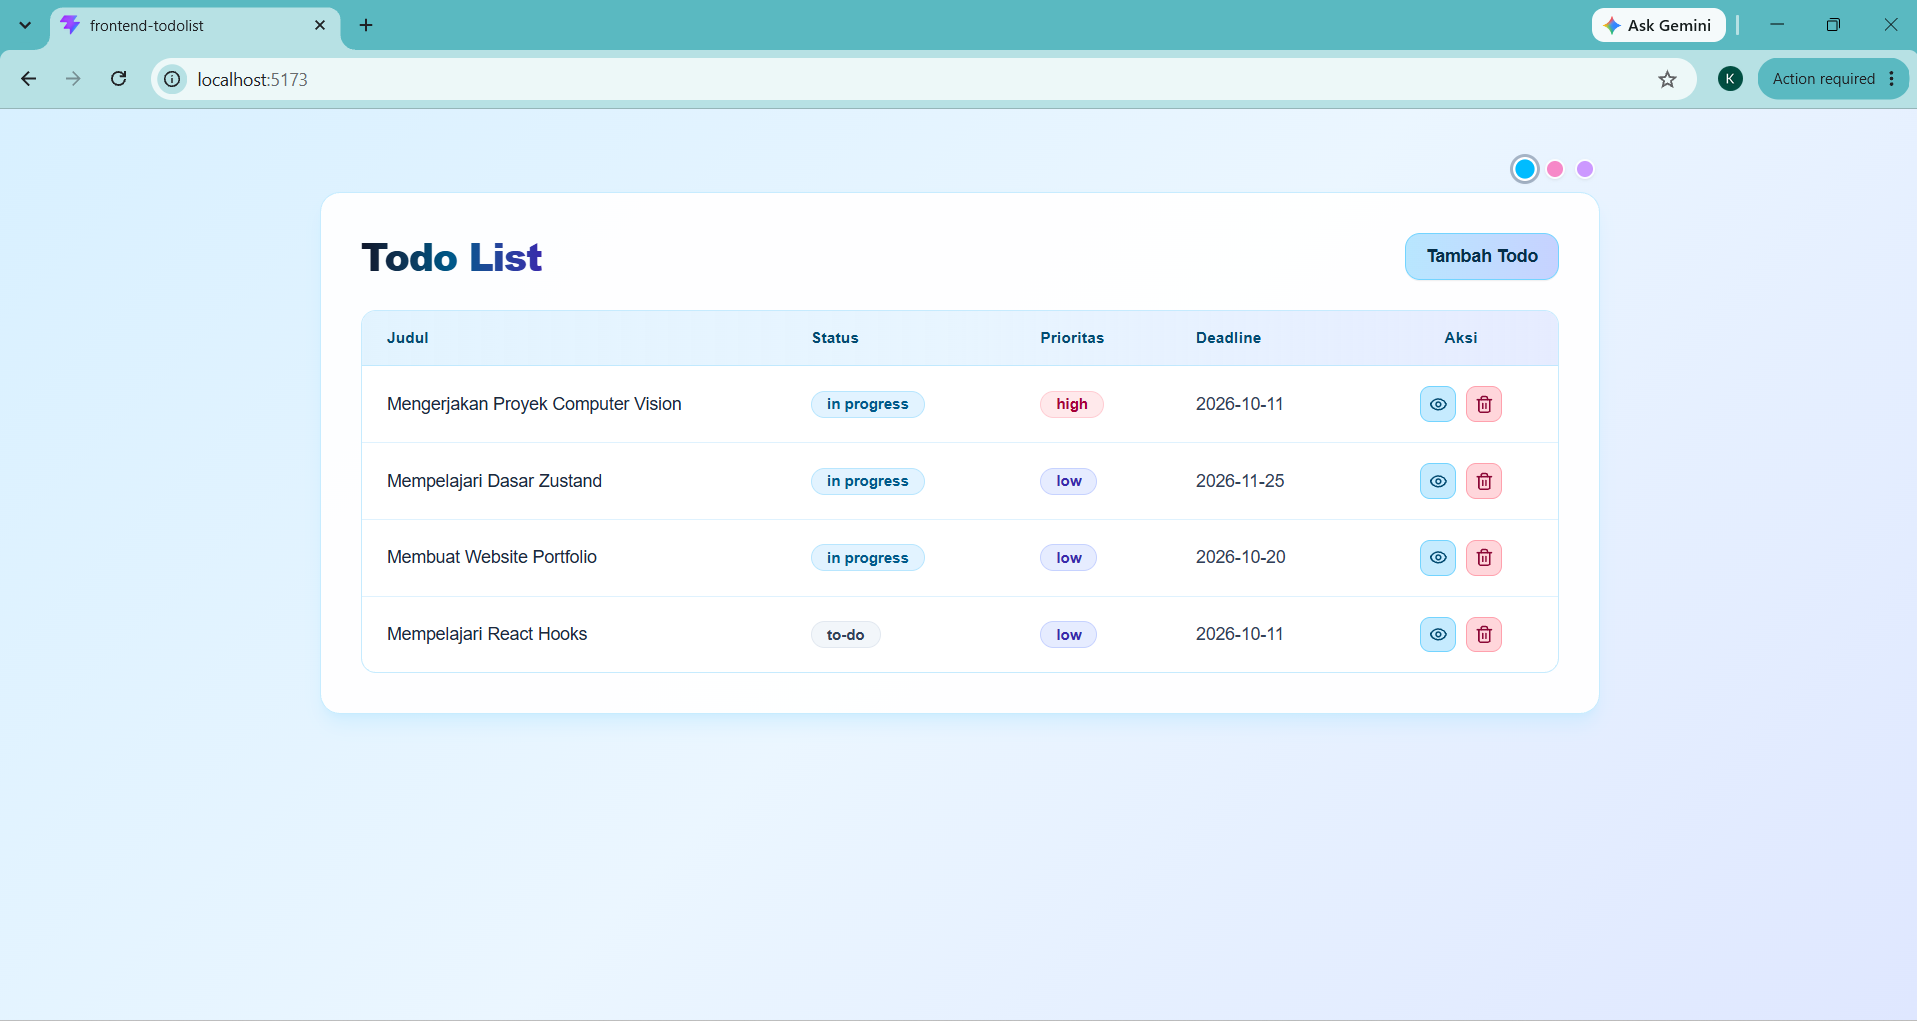 frontend-todolist
Ask Gemini
localhost:5173
K
Action required
Todo List
Tambah Todo
Judul Status Prioritas Deadline Aksi
Mengerjakan Proyek Computer Vision in progress high 2026-10-11
Mempelajari Dasar Zustand in progress low 2026-11-25
Membuat Website Portfolio in progress low 2026-10-20
Mempelajari React Hooks to-do low 2026-10-11